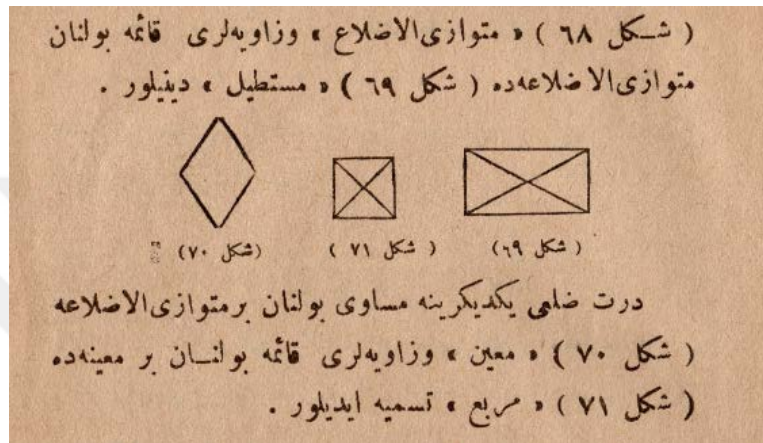 ( شكل ٦٨ ) « متوازی‌الاضلاع » وزاویه‌لری قائمه بولنان
متوازی‌الاضلاعه‌ده ( شكل ٦٩ ) « مستطیل » دینیلور .
( شكل ٦٩ ) ( شكل ٧١ ) (شكل ٧٠)
درت ضلعی یكدیكرینه مساوی بولنان برمتوازی‌الاضلاعه
( شكل ٧٠ ) « معین » وزاویه‌لری قائمه بولنـان بر معینه‌ده
( شكل ٧١ ) « مربع » تسمیه ایدیلور .